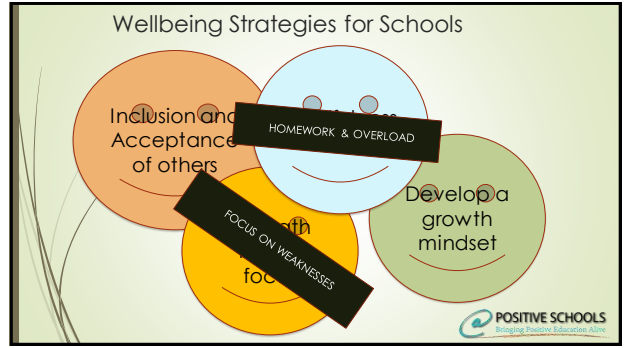 Wellbeing Strategies for Schools
Inclusion and
Acceptance
of others
HOMEWORK & OVERLOAD
FOCUS ON WEAKNESSES
Develop a
growth
mindset
POSITIVE SCHOOLS
Bringing Positive Education Alive